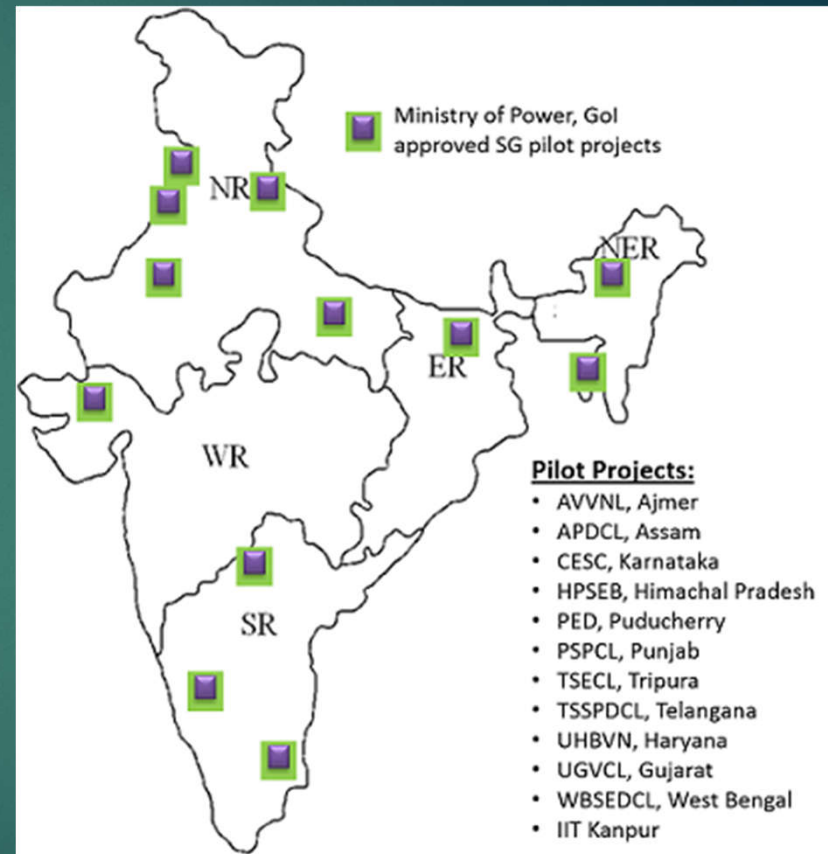 Ministry of Power, GoI
approved SG pilot projects
NR
NER
ER
WR
SR
Pilot Projects:
• AVVNL, Ajmer
• APDCL, Assam
• CESC, Karnataka
• HPSEB, Himachal Pradesh
• PED, Puducherry
• PSPCL, Punjab
• TSECL, Tripura
• TSSPDCL, Telangana
• UHBVN, Haryana
• UGVCL, Gujarat
• WBSEDCL, West Bengal
• IIT Kanpur